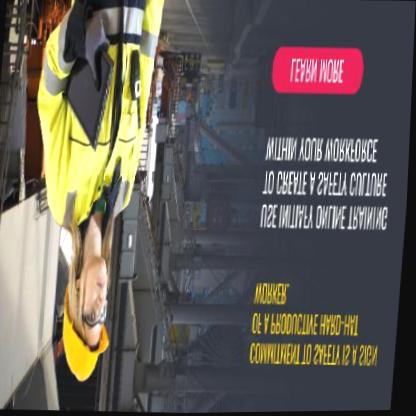 COMMITMENT TO SAFETY IS A SIGN
OF A PRODUCTIVE HARD-HAT
WORKER
USE INITIAFY ONLINE TRAINING
TO CREATE A SAFETY CULTURE
WITHIN YOUR WORKFORCE
LEARN MORE